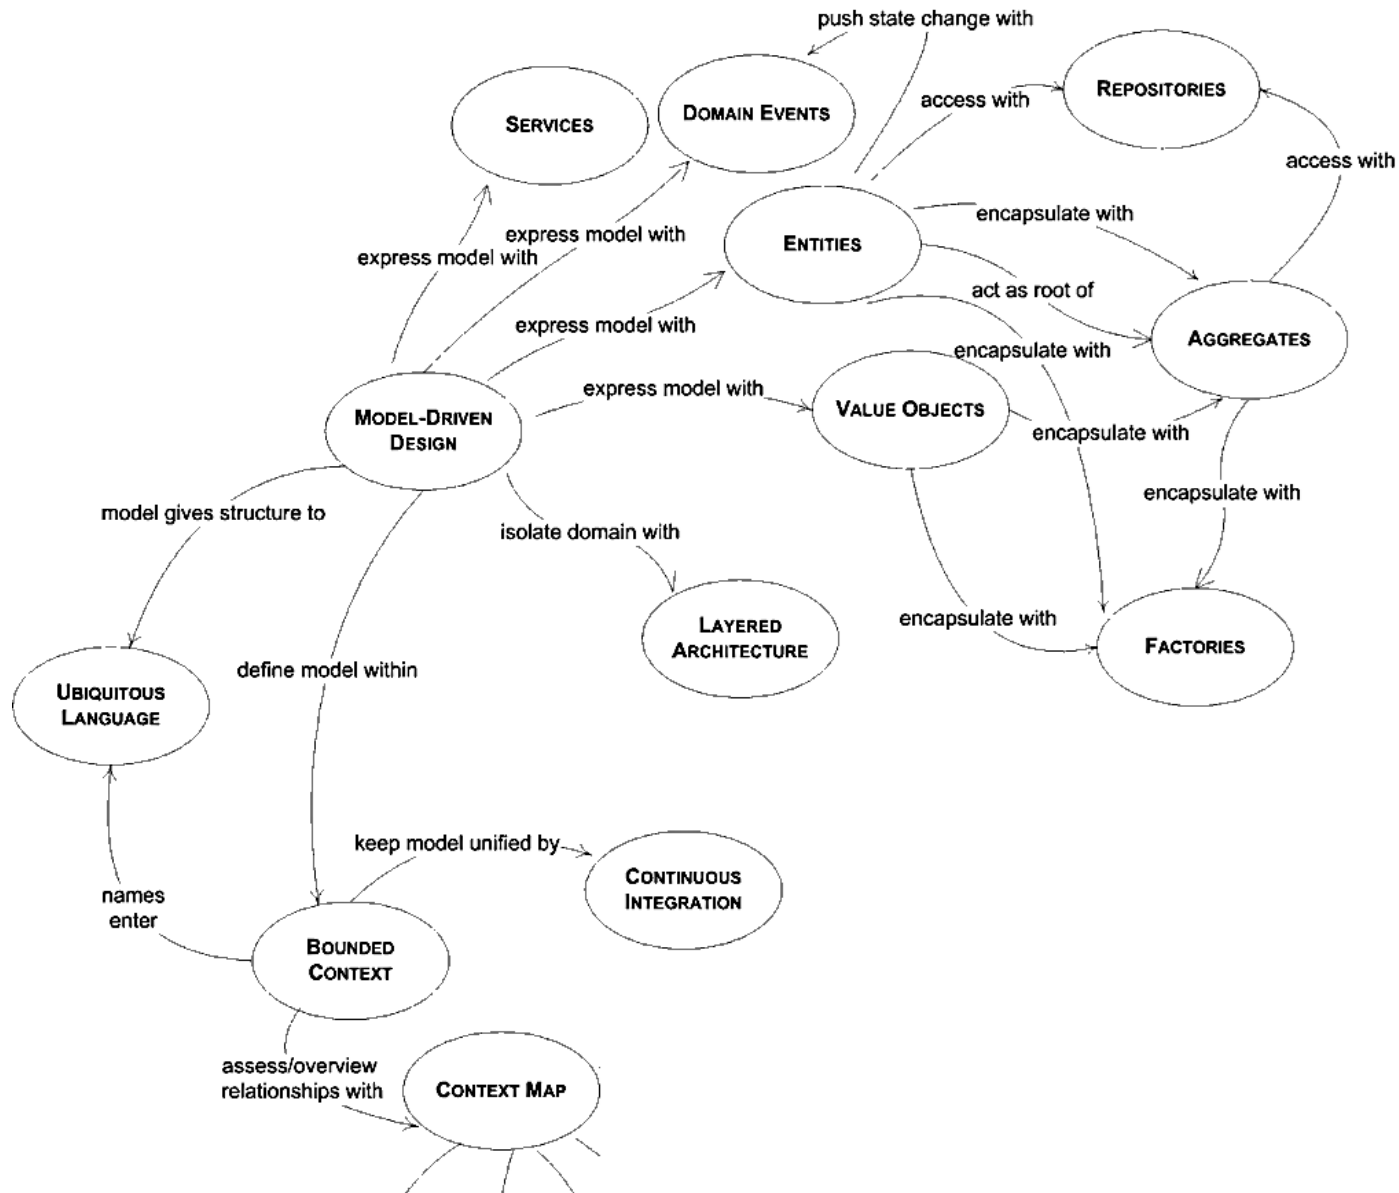 push state change with
SERVICES
DOMAIN EVENTS
access with
REPOSITORIES
access with
express model with
express model with
ENTITIES
encapsulate with
act as root of
express model with
encapsulate with
AGGREGATES
express model with
MODEL-DRIVEN
DESIGN
VALUE OBJECTS
encapsulate with
encapsulate with
model gives structure to
isolate domain with
encapsulate with
LAYERED
ARCHITECTURE
FACTORIES
define model within
UBIQUITOUS
LANGUAGE
keep model unified by
CONTINUOUS
INTEGRATION
names
enter
BOUNDED
CONTEXT
assess/overview
relationships with
CONTEXT MAP